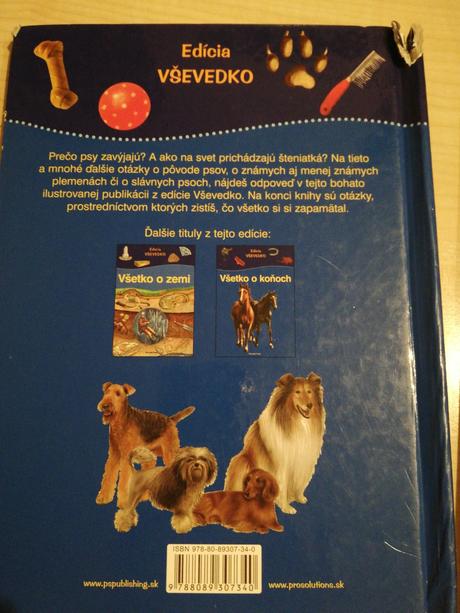 Edícia
VŠEVEDKO
Prečo psy zavýjajú? A ako na svet prichádzajú šteniatká? Na tieto
a mnohé ďalšie otázky o pôvode psov, o známych aj menej známych
plemenách či o slávnych psoch, nájdeš odpoveď v tejto bohato
ilustrovanej publikácii z edície Vševedko. Na konci knihy sú otázky,
prostredníctvom ktorých zistíš, čo všetko si si zapamätal.
Ďalšie tituly z tejto edície:
Edícia
VŠEVEDKO
Všetko o zemi
Edícia
VŠEVEDKO
Všetko o koňoch
ISBN 978-80-89307-34-0
9 788089 307340
www.pspublishing.sk
www.prosolutions.sk